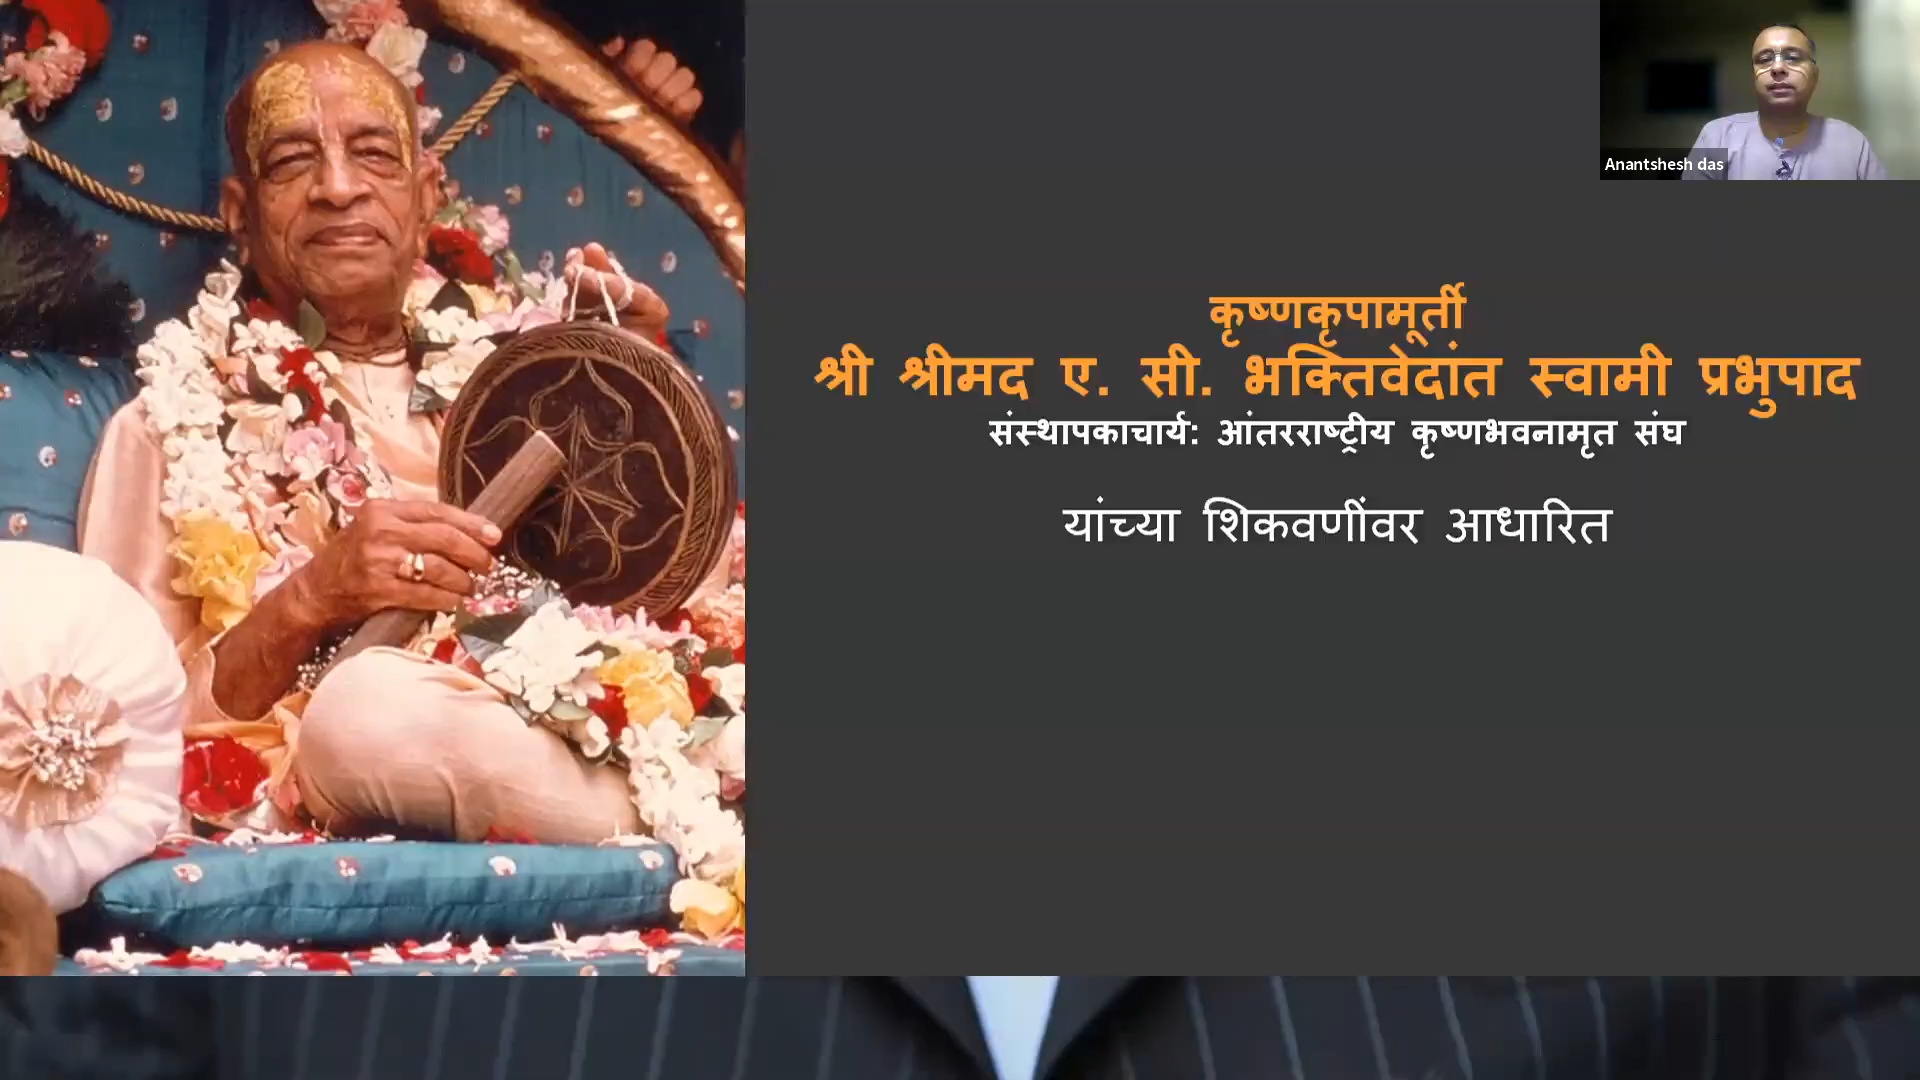 Anantshesh das
कृष्णकृपामूर्ती
श्री श्रीमद ए. सी. भक्तिवेदांत स्वामी प्रभुपाद
संस्थापकाचार्य: आंतरराष्ट्रीय कृष्णभवनामृत संघ
यांच्या शिकवणींवर आधारित